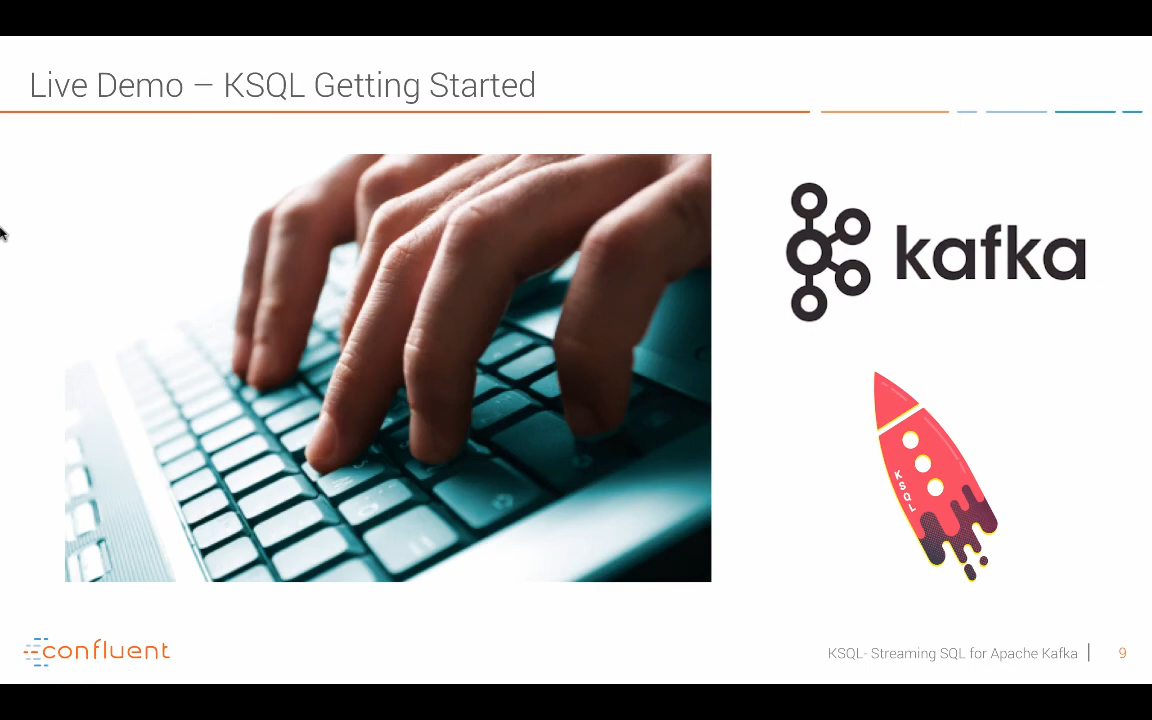 Live Demo – KSQL Getting Started
kafka
KSQL
confluent
KSQL- Streaming SQL for Apache Kafka
9